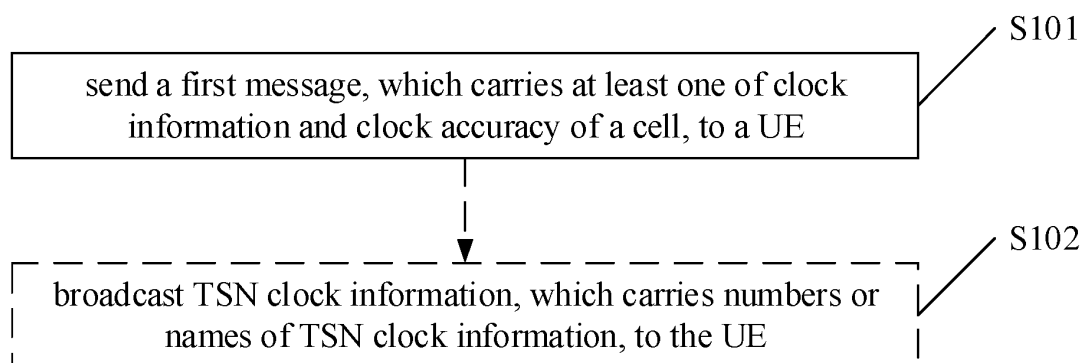 S101
send a first message, which carries at least one of clock
information and clock accuracy of a cell, to a UE
S102
broadcast TSN clock information, which carries numbers or
names of TSN clock information, to the UE